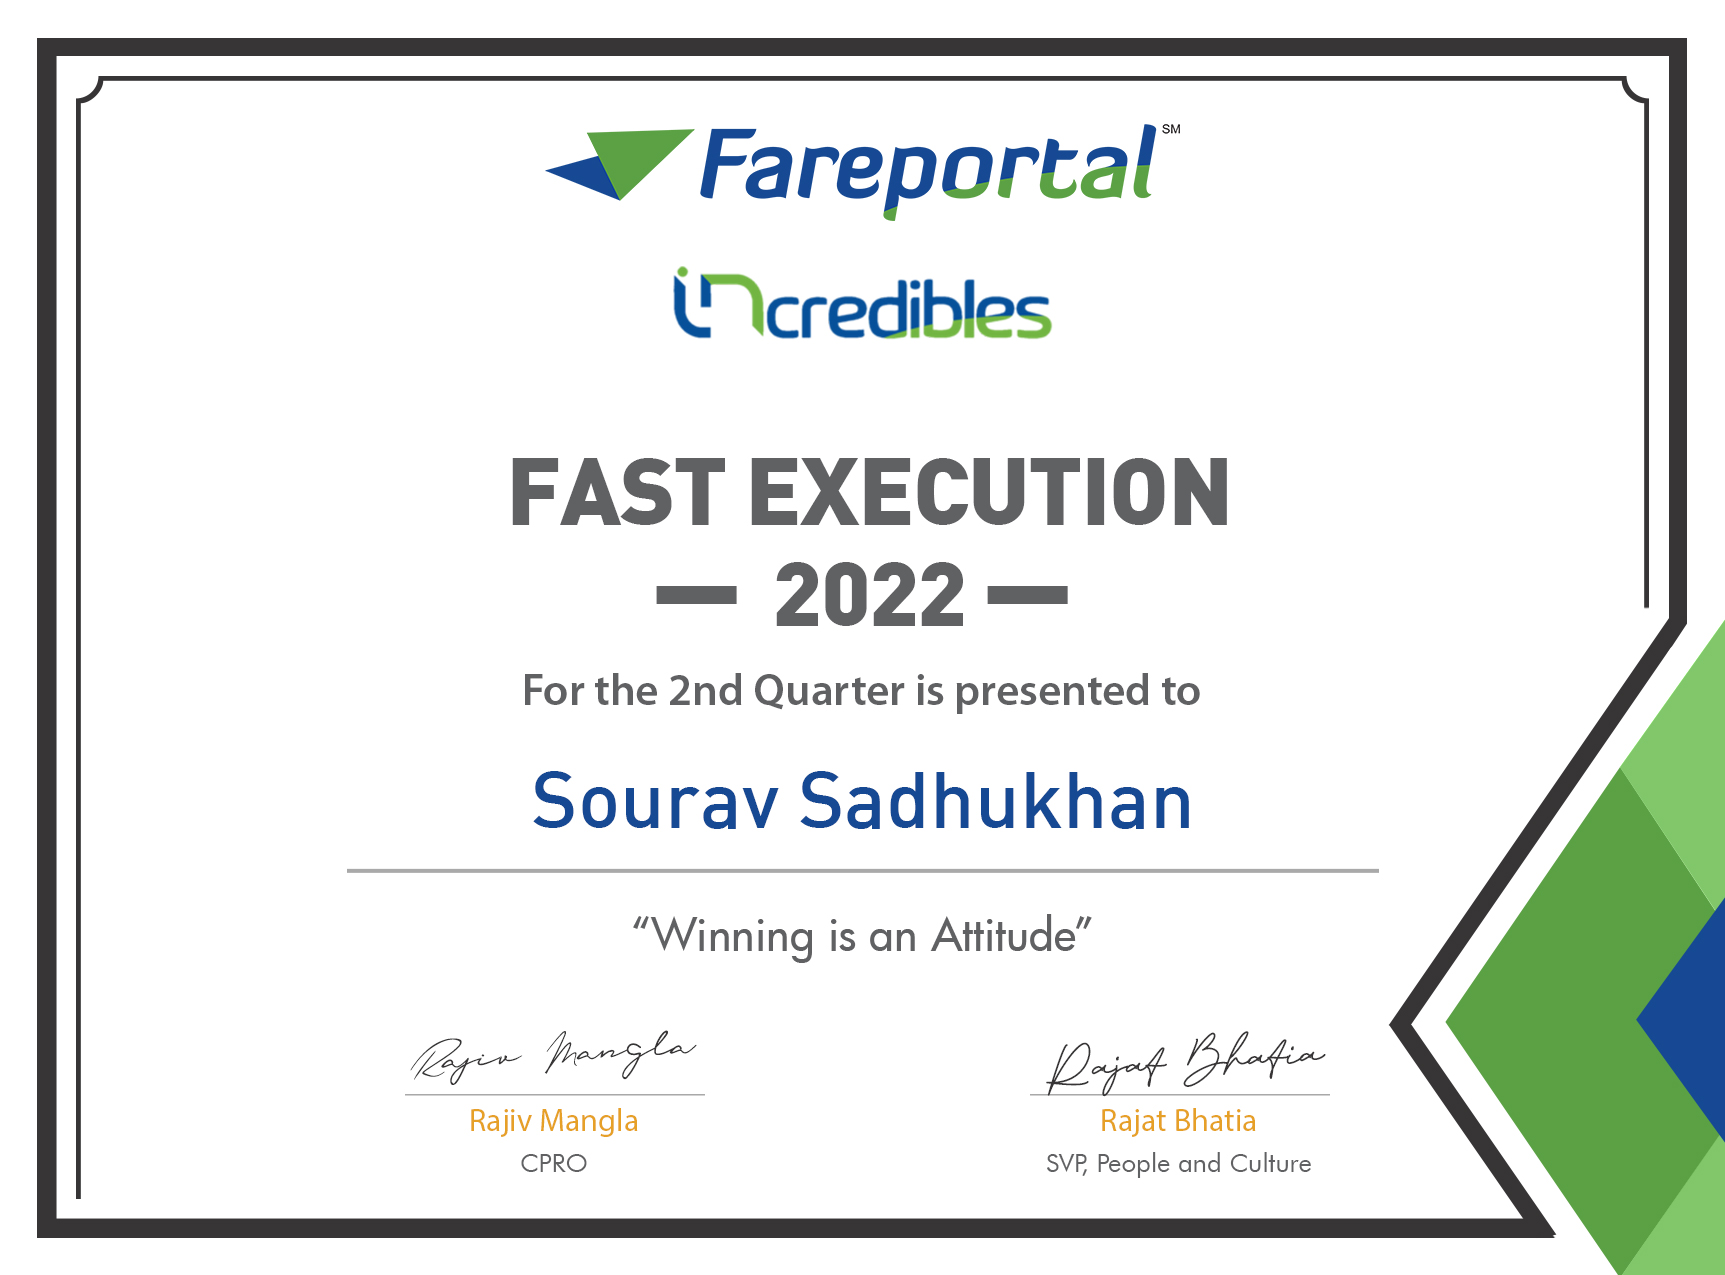 Fareportal SM
incredibles
FAST EXECUTION
— 2022 —
For the 2nd Quarter is presented to
Sourav Sadhukhan
“Winning is an Attitude”
Rajiv Mangla Rajat Bhatia
Rajiv Mangla Rajat Bhatia
CPRO SVP, People and Culture